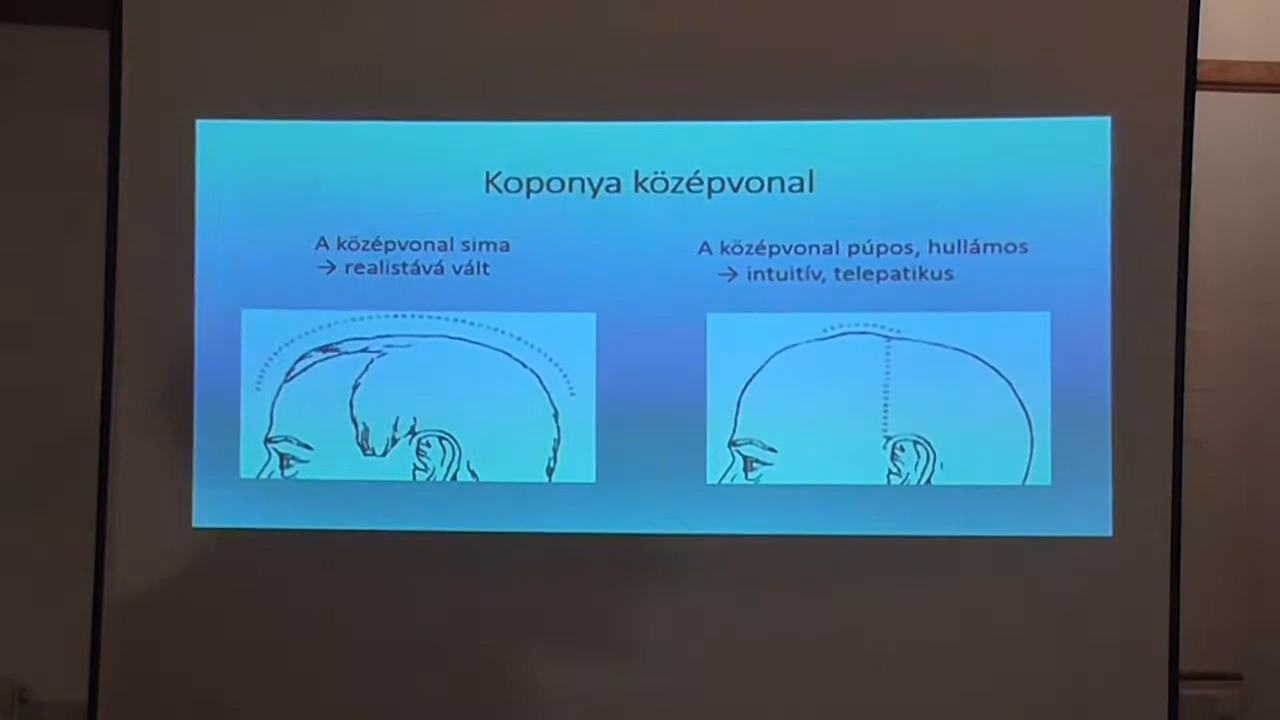 Koponya középvonal
A középvonal sima
→ realistává vált
A középvonal púpos, hullámos
→ intuitív, telepatikus